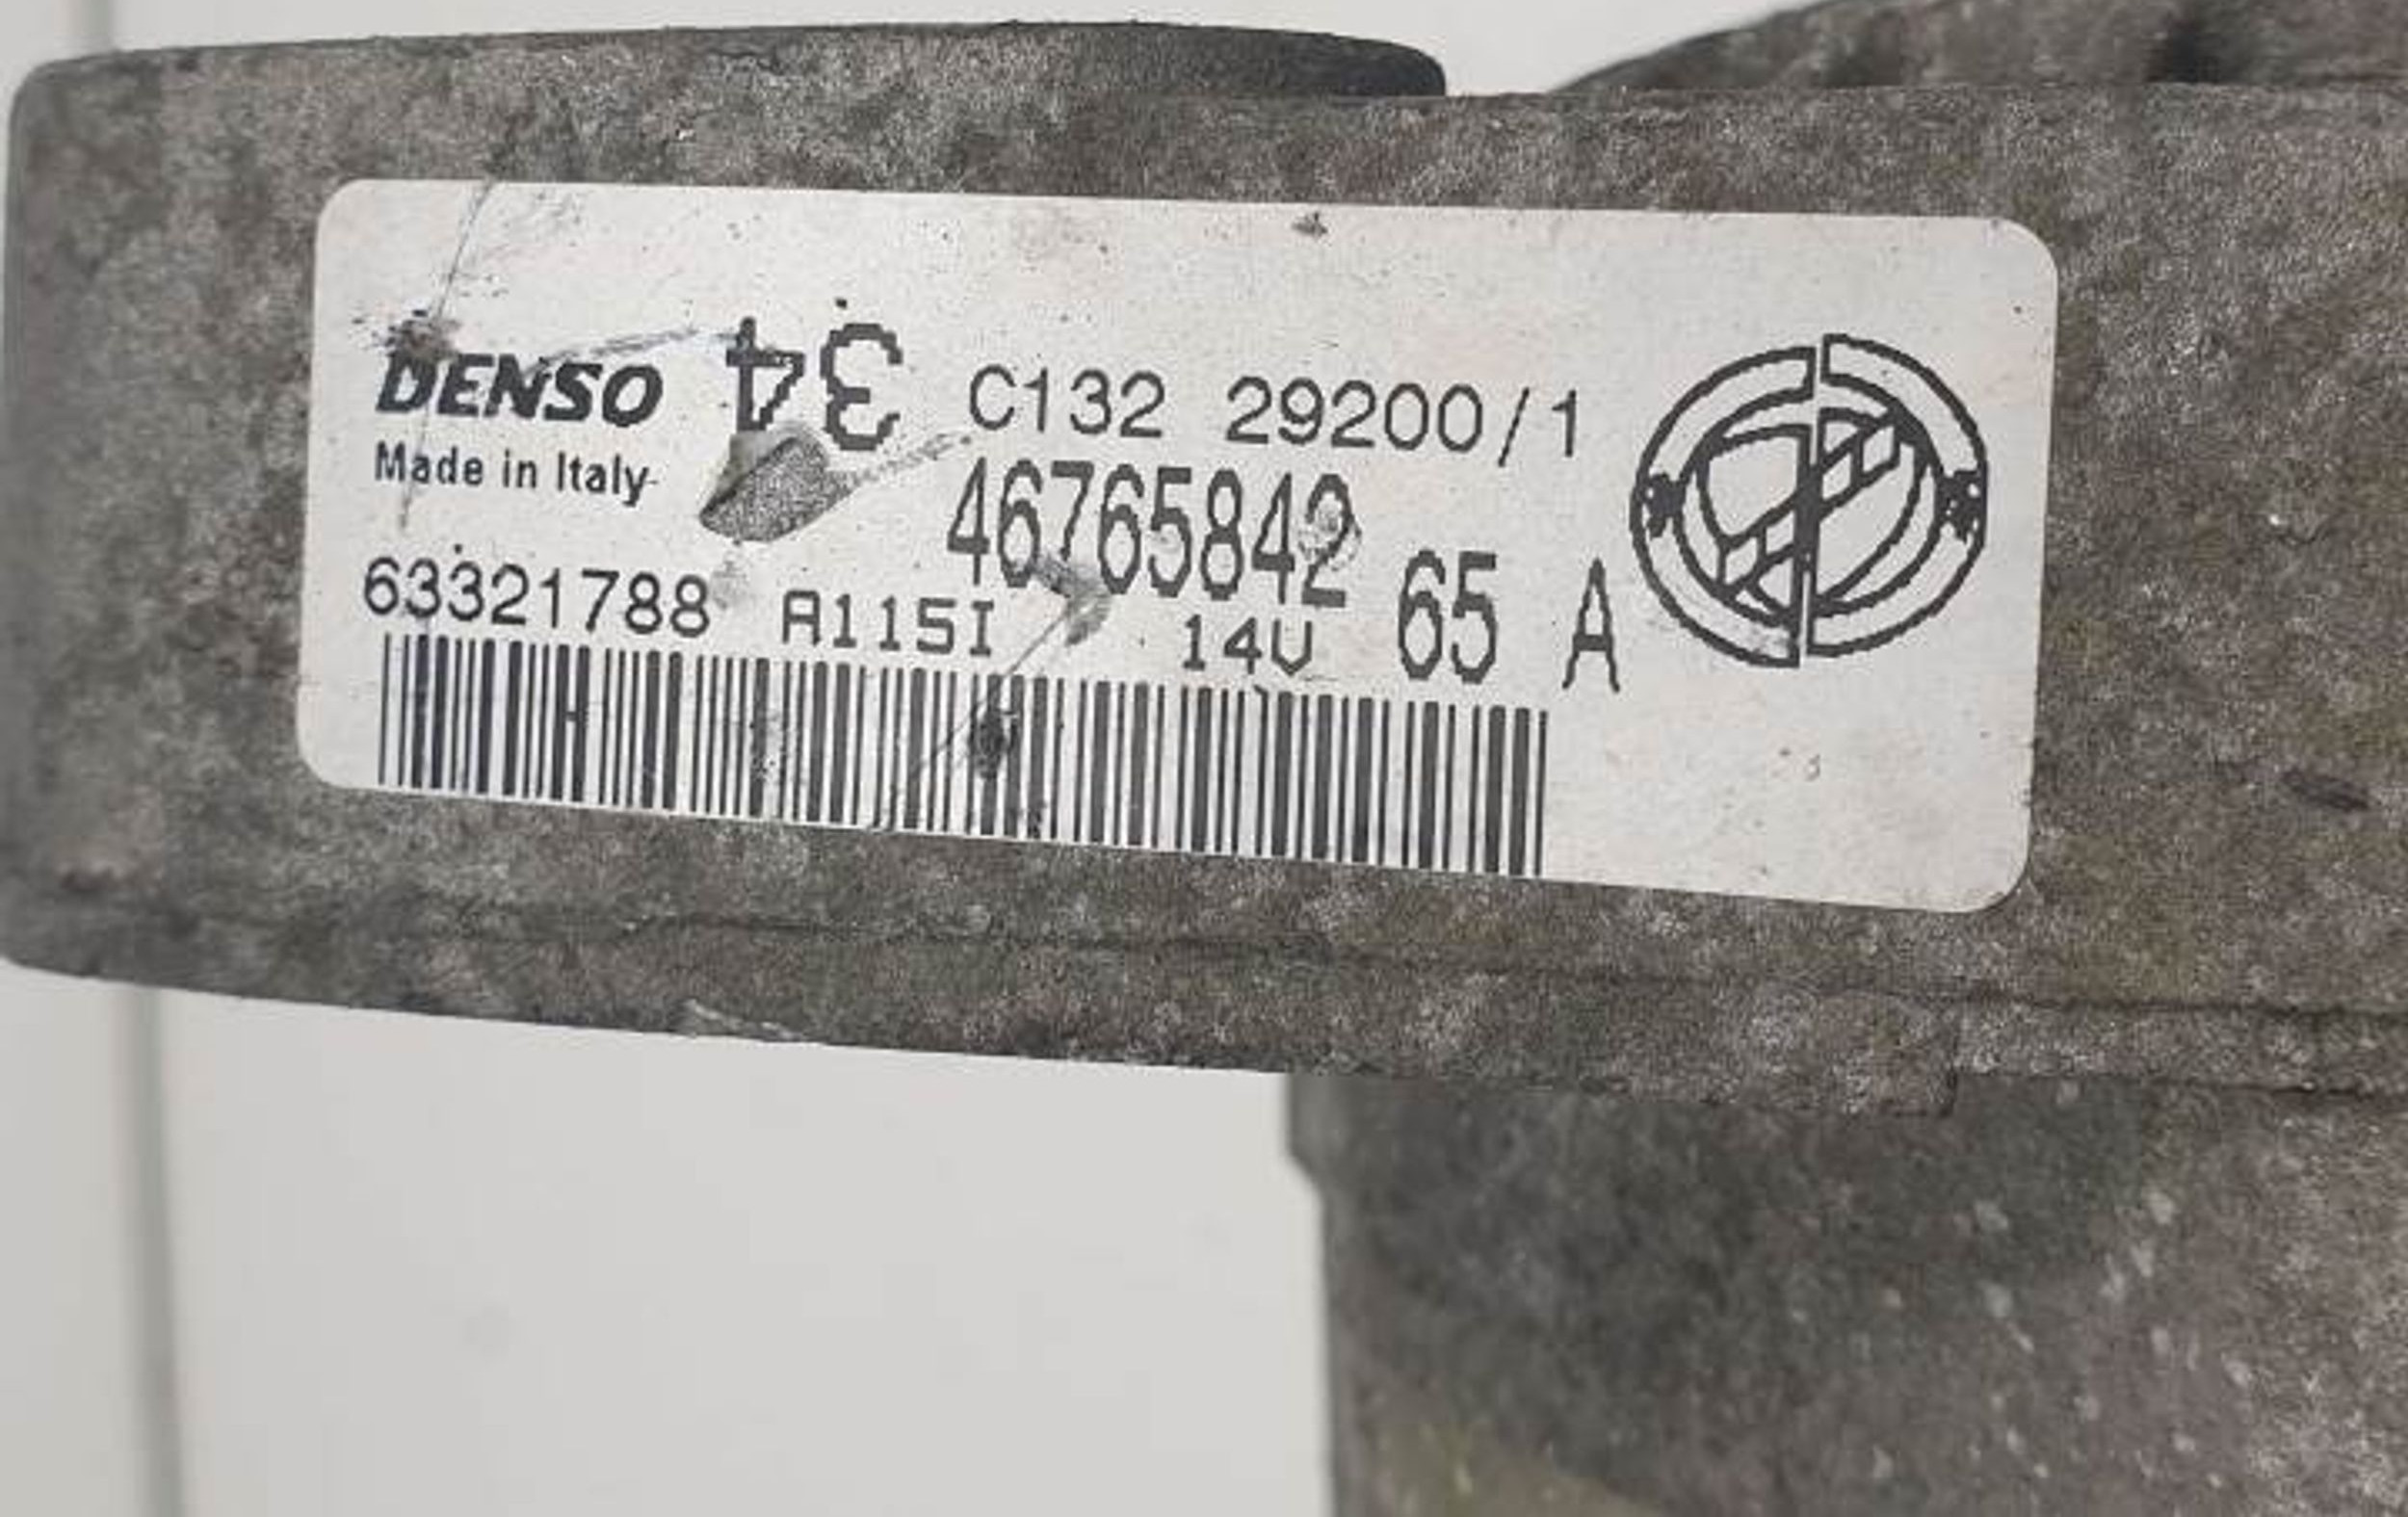 DENSO 34 C132 29200/1
Made in Italy 46765842
63321788 A115I 14V 65 A